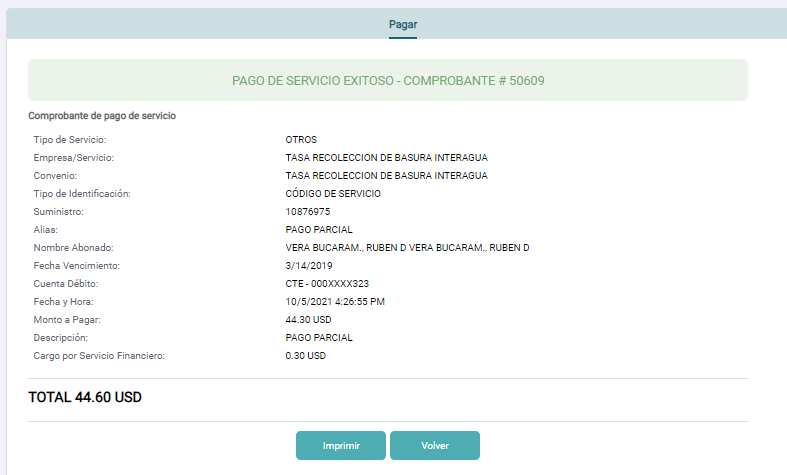 Pagar
PAGO DE SERVICIO EXITOSO - COMPROBANTE # 50609
Comprobante de pago de servicio
Tipo de Servicio: OTROS
Empresa/Servicio: TASA RECOLECCION DE BASURA INTERAGUA
Convenio: TASA RECOLECCION DE BASURA INTERAGUA
Tipo de Identificación: CÓDIGO DE SERVICIO
Suministro: 10876975
Alias: PAGO PARCIAL
Nombre Abonado: VERA BUCARAM., RUBEN D VERA BUCARAM., RUBEN D
Fecha Vencimiento: 3/14/2019
Cuenta Débito: CTE - 000XXXX323
Fecha y Hora: 10/5/2021 4:26:55 PM
Monto a Pagar: 44.30 USD
Descripción: PAGO PARCIAL
Cargo por Servicio Financiero: 0.30 USD
TOTAL 44.60 USD
Imprimir Volver